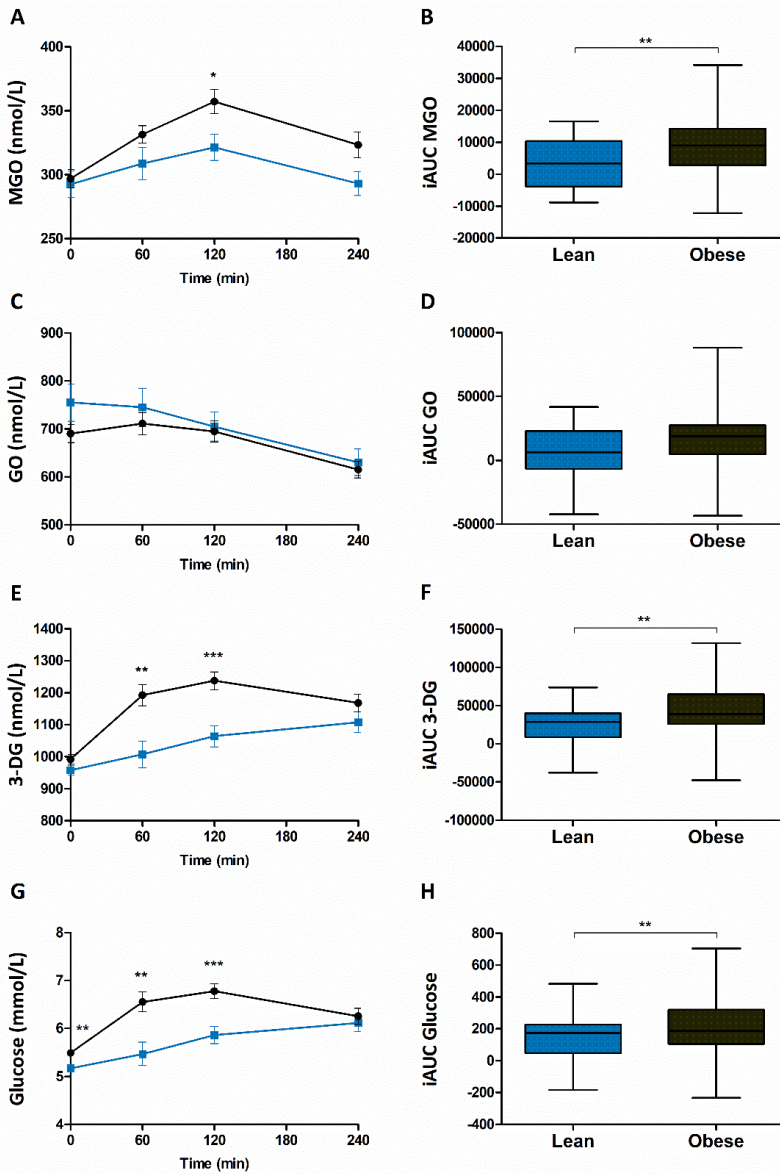 A
MGO (nmol/L)
400
350
300
250
*
0 60 120 180 240
Time (min)
B
iAUC MGO
**
40000
30000
20000
10000
0
-10000
-20000
Lean Obese
C
GO (nmol/L)
900
800
700
600
500
0 60 120 180 240
Time (min)
D
iAUC GO
100000
50000
0
-50000
Lean Obese
E
3-DG (nmol/L)
1400
1300
1200
1100
1000
900
800
** ***
0 60 120 180 240
Time (min)
F
iAUC 3-DG
**
150000
100000
50000
0
-50000
-100000
Lean Obese
G
Glucose (mmol/L)
8
7
6
5
4
** ** ***
0 60 120 180 240
Time (min)
H
iAUC Glucose
**
800
600
400
200
0
-200
-400
Lean Obese